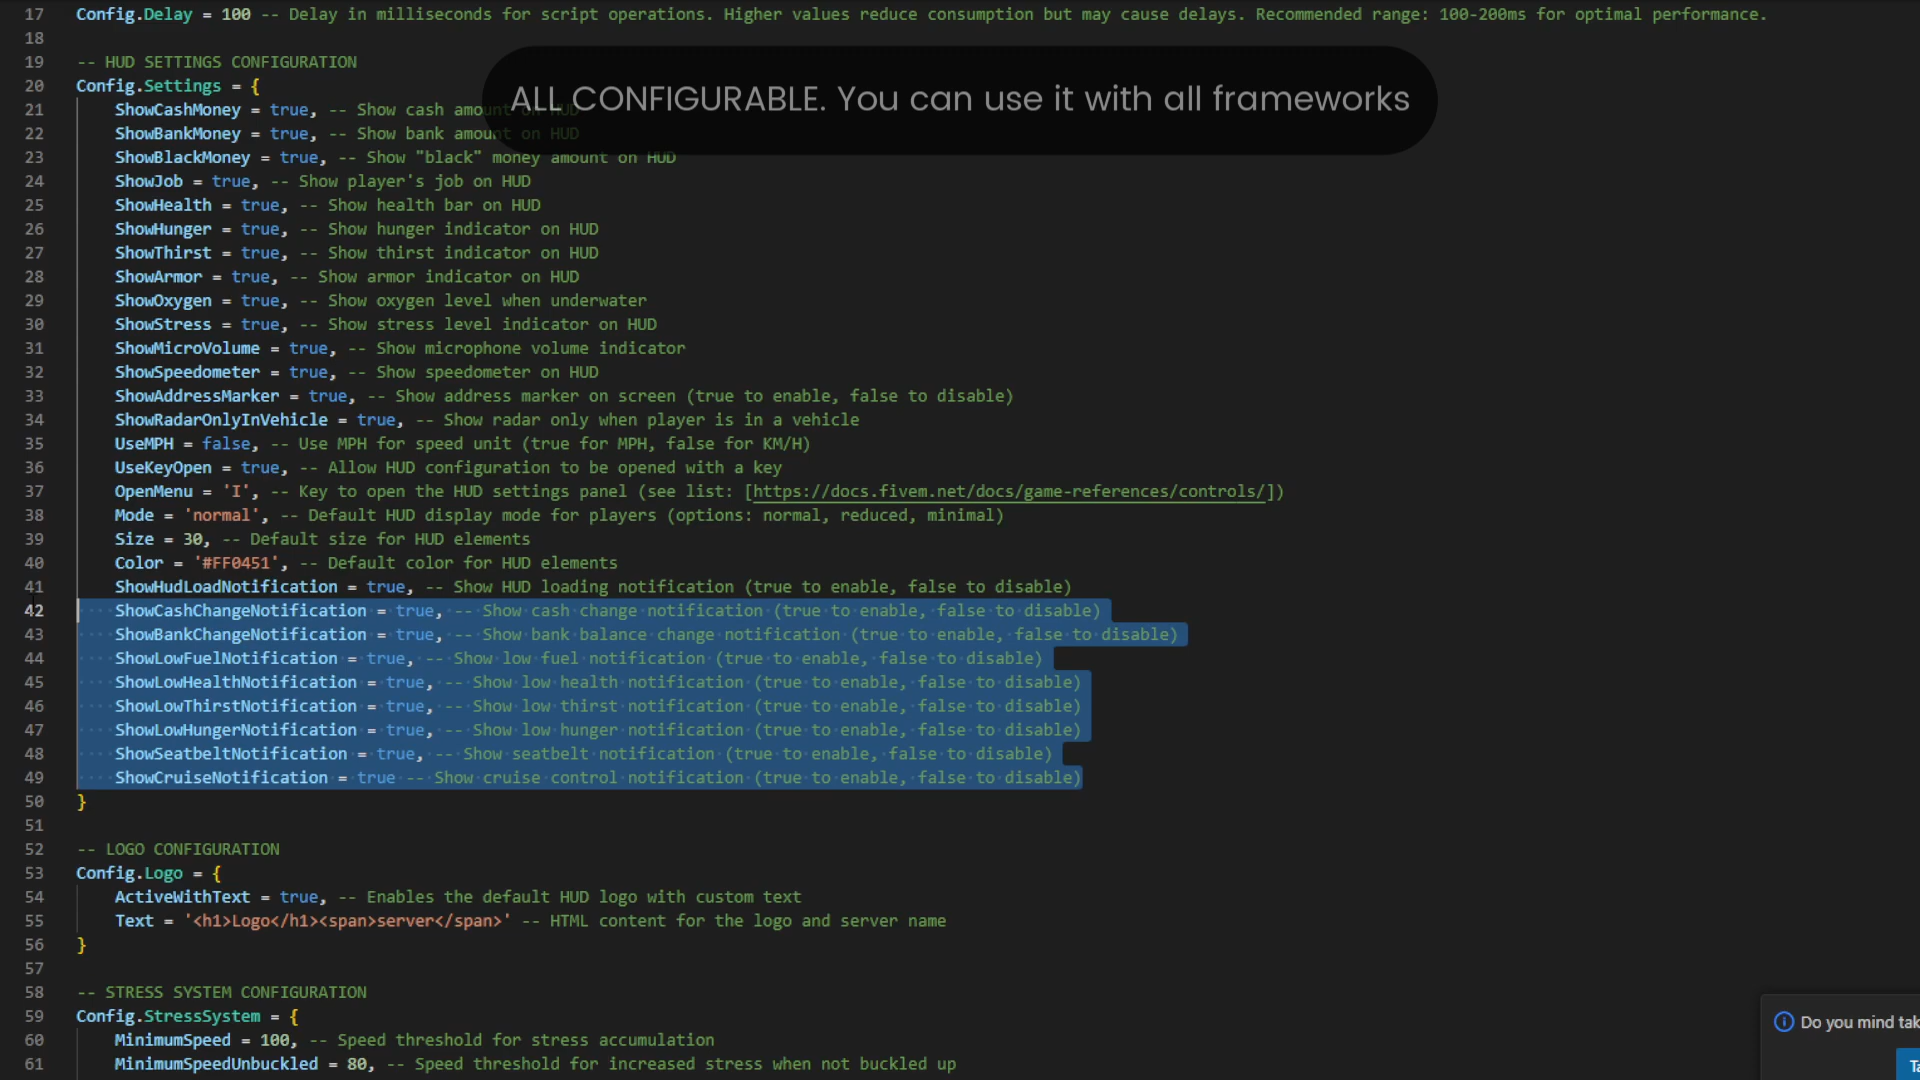 17 Config.Delay = 100 -- Delay in milliseconds for script operations. Higher values reduce consumption but may cause delays. Recommended range: 100-200ms for optimal performance.
18
19 -- HUD SETTINGS CONFIGURATION
20 Config.Settings = {
ALL CONFIGURABLE. You can use it with all frameworks
21 ShowCashMoney = true, -- Show cash amount on HUD
22 ShowBankMoney = true, -- Show bank amount on HUD
23 ShowBlackMoney = true, -- Show "black" money amount on HUD
24 ShowJob = true, -- Show player's job on HUD
25 ShowHealth = true, -- Show health bar on HUD
26 ShowHunger = true, -- Show hunger indicator on HUD
27 ShowThirst = true, -- Show thirst indicator on HUD
28 ShowArmor = true, -- Show armor indicator on HUD
29 ShowOxygen = true, -- Show oxygen level when underwater
30 ShowStress = true, -- Show stress level indicator on HUD
31 ShowMicroVolume = true, -- Show microphone volume indicator
32 ShowSpeedometer = true, -- Show speedometer on HUD
33 ShowAddressMarker = true, -- Show address marker on screen (true to enable, false to disable)
34 ShowRadarOnlyInVehicle = true, -- Show radar only when player is in a vehicle
35 UseMPH = false, -- Use MPH for speed unit (true for MPH, false for KM/H)
36 UseKeyOpen = true, -- Allow HUD configuration to be opened with a key
37 OpenMenu = 'I', -- Key to open the HUD settings panel (see list: [https://docs.fivem.net/docs/game-references/controls/])
38 Mode = 'normal', -- Default HUD display mode for players (options: normal, reduced, minimal)
39 Size = 30, -- Default size for HUD elements
40 Color = '#FF0451', -- Default color for HUD elements
41 ShowHudLoadNotification = true, -- Show HUD loading notification (true to enable, false to disable)
42 ShowCashChangeNotification = true, -- Show cash change notification (true to enable, false to disable)
43 ShowBankChangeNotification = true, -- Show bank balance change notification (true to enable, false to disable)
44 ShowLowFuelNotification = true, -- Show low fuel notification (true to enable, false to disable)
45 ShowLowHealthNotification = true, -- Show low health notification (true to enable, false to disable)
46 ShowLowThirstNotification = true, -- Show low thirst notification (true to enable, false to disable)
47 ShowLowHungerNotification = true, -- Show low hunger notification (true to enable, false to disable)
48 ShowSeatbeltNotification = true, -- Show seatbelt notification (true to enable, false to disable)
49 ShowCruiseNotification = true -- Show cruise control notification (true to enable, false to disable)
50 }
51
52 -- LOGO CONFIGURATION
53 Config.Logo = {
54 ActiveWithText = true, -- Enables the default HUD logo with custom text
55 Text = '<h1>Logo</h1><span>server</span>' -- HTML content for the logo and server name
56 }
57
58 -- STRESS SYSTEM CONFIGURATION
59 Config.StressSystem = {
60 MinimumSpeed = 100, -- Speed threshold for stress accumulation
61 MinimumSpeedUnbuckled = 80, -- Speed threshold for increased stress when not buckled up
Do you mind tak